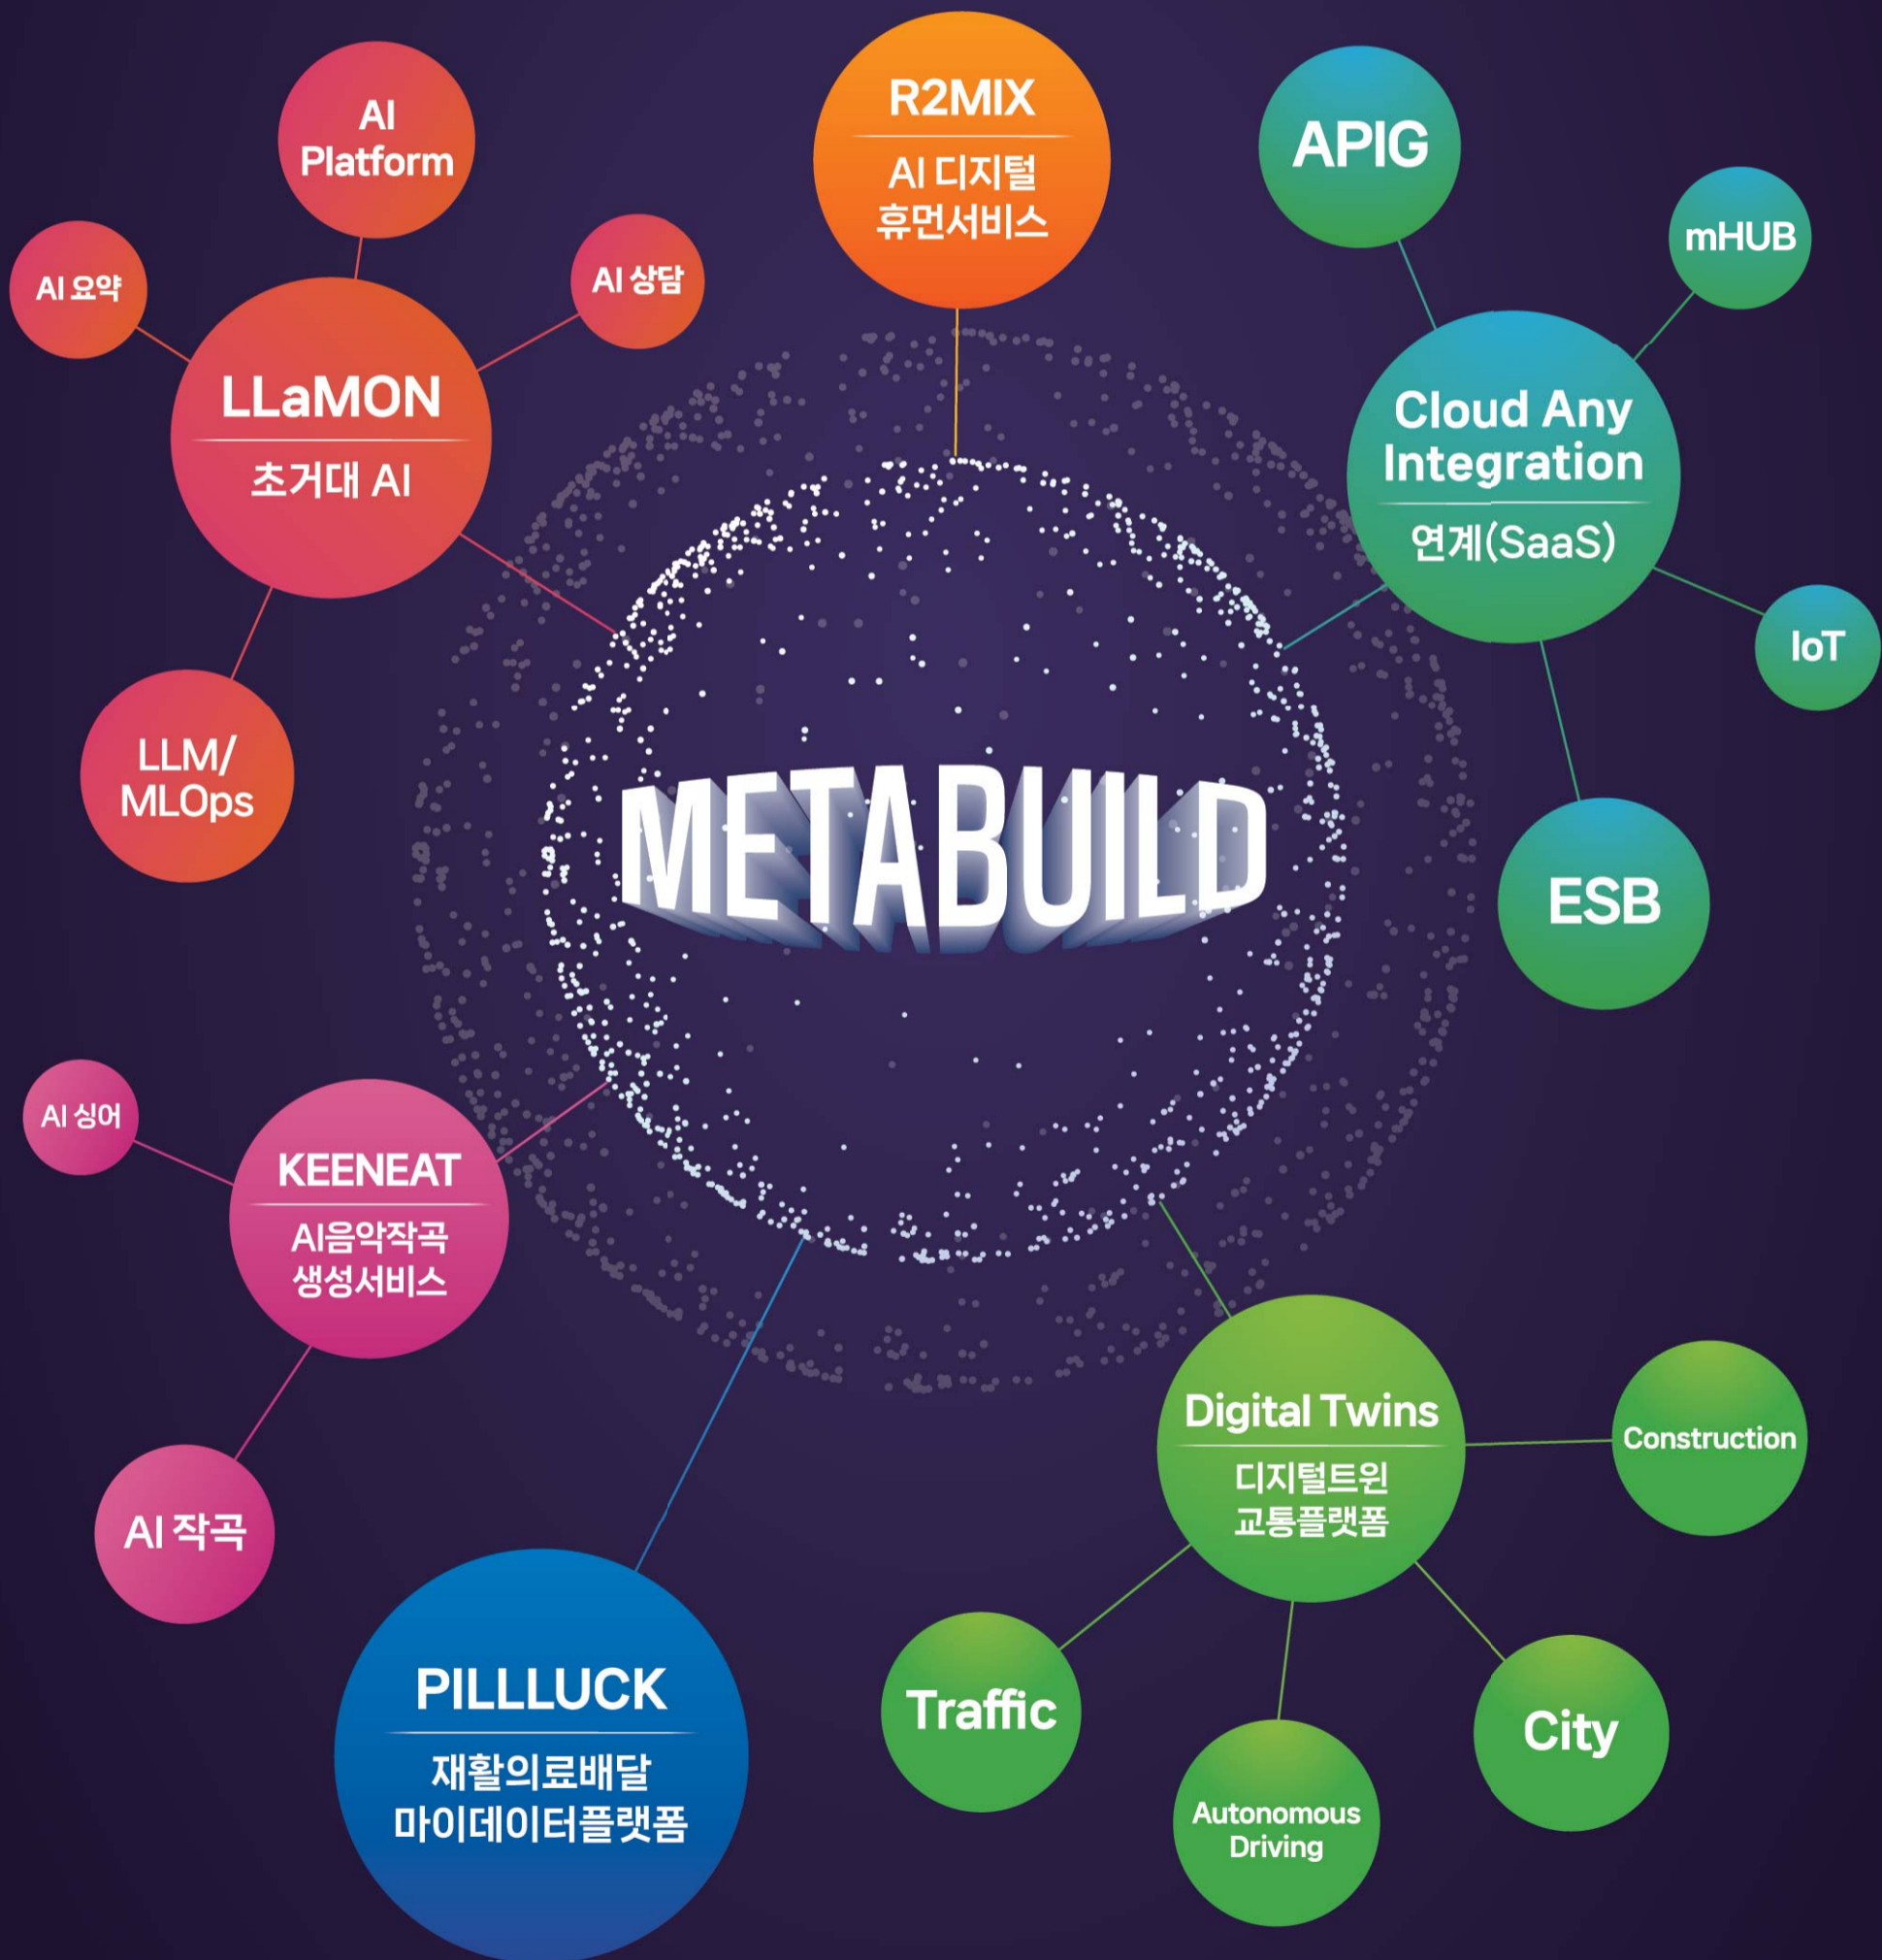 R2MIX
AI 디지털
휴먼서비스
AI
Platform
AI 요약
AI 상담
LLaMON
초거대 AI
LLM/
MLOps
APIG
mHUB
Cloud Any
Integration
연계(SaaS)
IoT
ESB
METABUILD
AI 싱어
KEENEAT
AI음악작곡
생성서비스
AI 작곡
PILLLUCK
재활의료배달
마이데이터플랫폼
Digital Twins
디지털트윈
교통플랫폼
Construction
Traffic
Autonomous
Driving
City